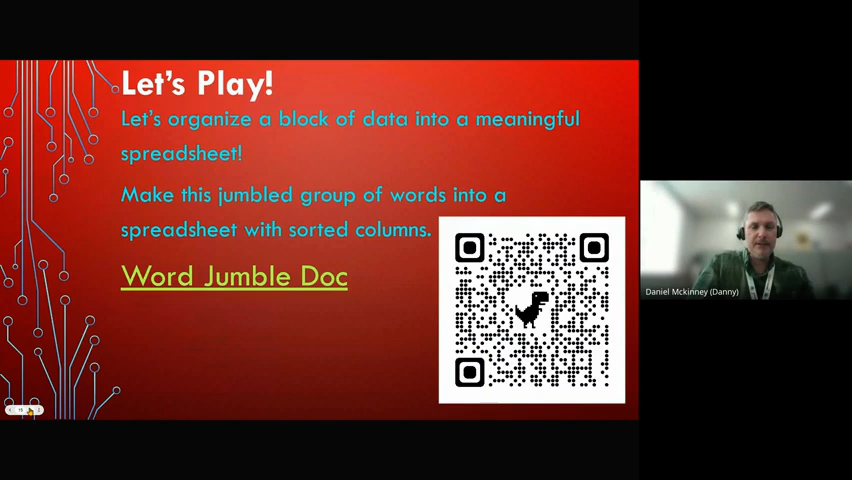 Let's Play!
Let's organize a block of data into a meaningful
spreadsheet!
Make this jumbled group of words into a
spreadsheet with sorted columns.
Word Jumble Doc
Daniel Mckinney (Danny)
15